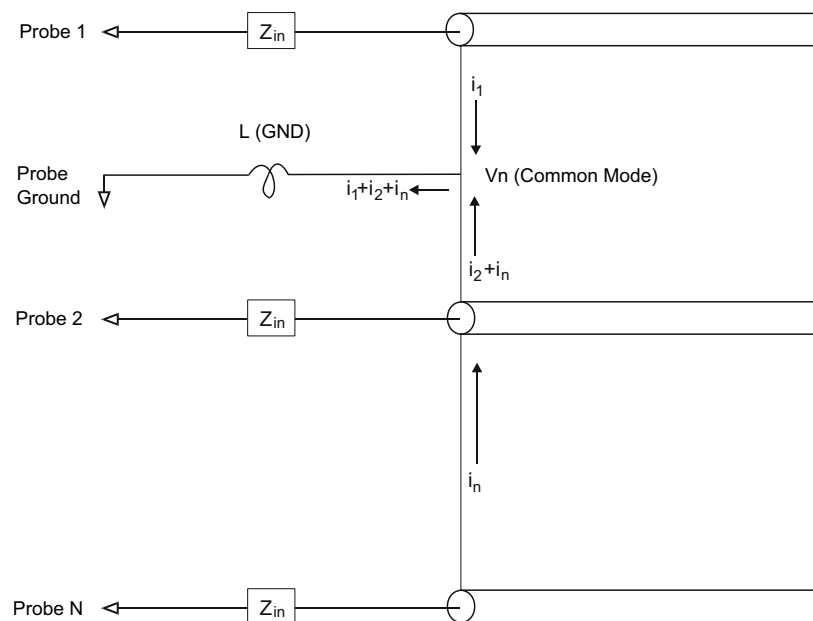 Probe 1
Zin
i1
L (GND)
Probe
Ground
i1+i2+in
Vn (Common Mode)
i2+in
Probe 2
Zin
in
Probe N
Zin